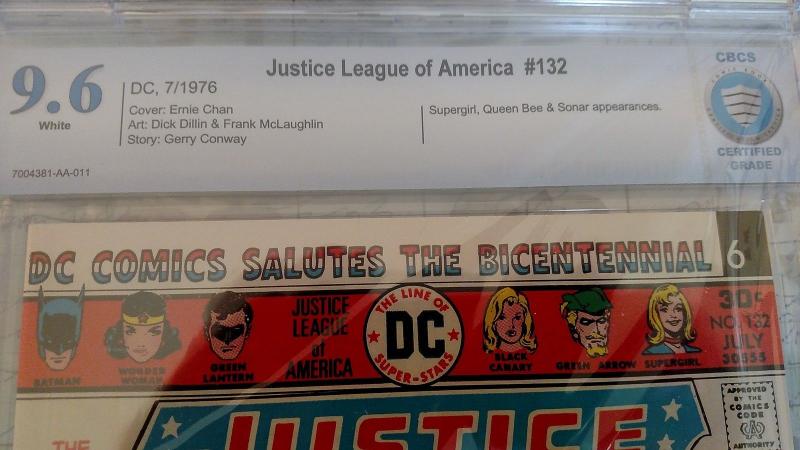 9.6
White
7004381-AA-011
Justice League of America #132
DC, 7/1976
Cover: Ernie Chan
Art: Dick Dillin & Frank McLaughlin
Story: Gerry Conway
Supergirl, Queen Bee & Sonar appearances.
CBCS
CERTIFIED
GRADE
DC COMICS SALUTES THE BICENTENNIAL
6
BATMAN
WONDER
WOMAN
GREEN
LANTERN
JUSTICE
LEAGUE
of
AMERICA
THE LINE OF
DC
SUPER-STARS
BLACK
CANARY
GREEN ARROW
SUPERGIRL
30¢
NO. 132
JULY
30555
APPROVED
BY THE
COMICS
CODE
AUTHORITY
THE
JUSTICE